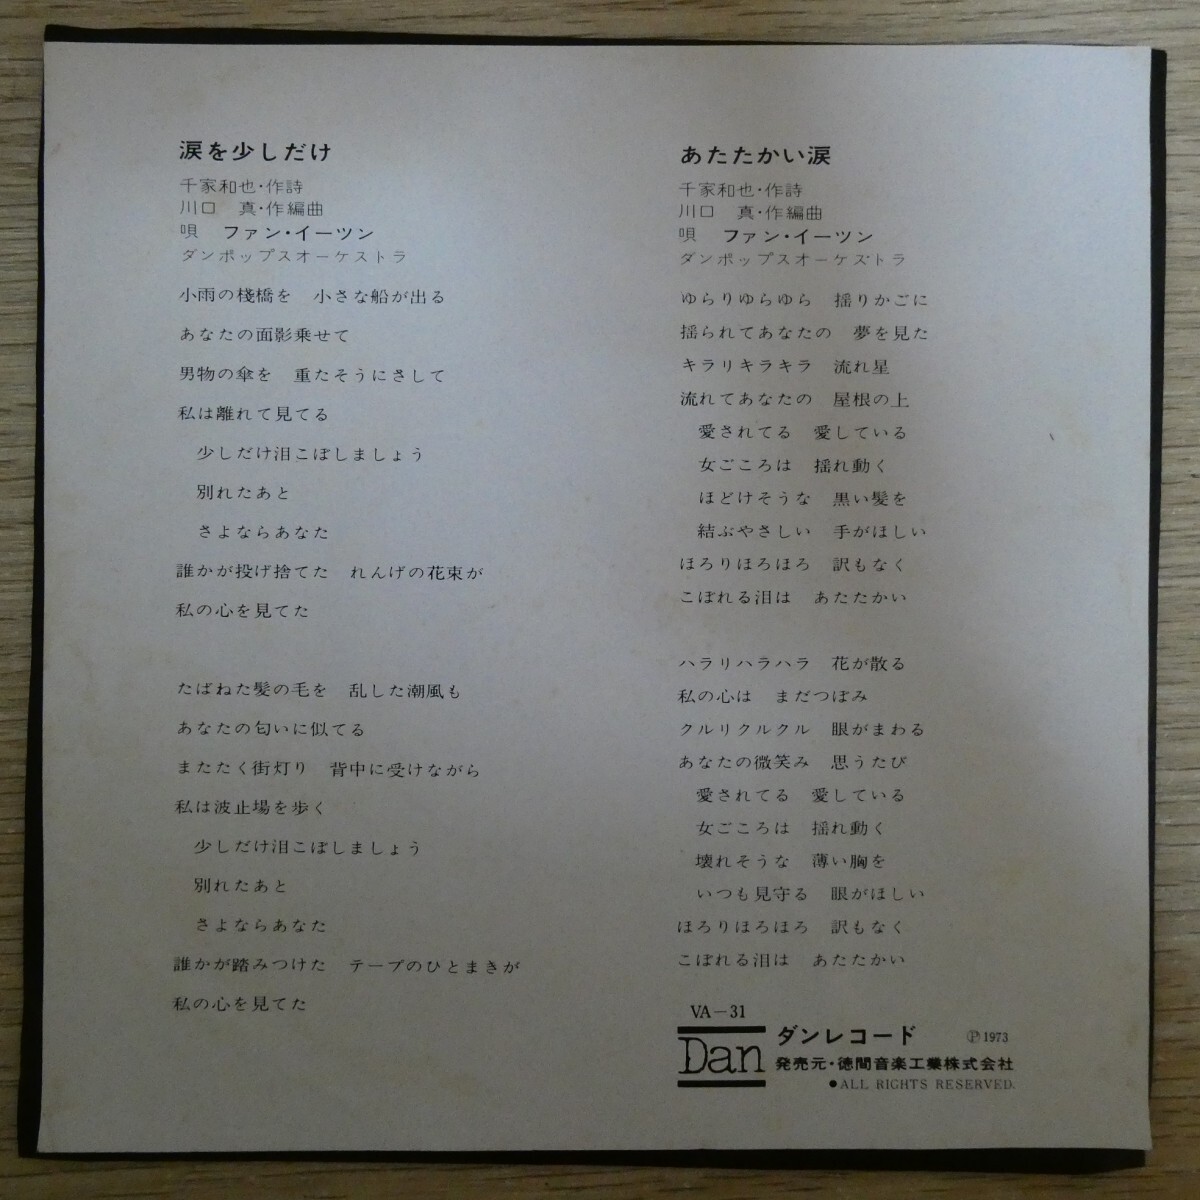 涙を少しだけ
千家和也・作詩
川口　真・作編曲
唄　ファン・イーツン
ダンポップスオーケストラ
小雨の棧橋を　小さな船が出る
あなたの面影乗せて
男物の傘を　重たそうにさして
私は離れて見てる
少しだけ泪こぼしましょう
別れたあと
さよならあなた
誰かが投げ捨てた　れんげの花束が
私の心を見てた
たばねた髪の毛を　乱した潮風も
あなたの匂いに似てる
またたく街灯り　背中に受けながら
私は波止場を歩く
少しだけ泪こぼしましょう
別れたあと
さよならあなた
誰かが踏みつけた　テープのひとまきが
私の心を見てた
あたたかい涙
千家和也・作詩
川口　真・作編曲
唄　ファン・イーツン
ダンポップスオーケストラ
ゆらりゆらゆら　揺りかごに
揺られてあなたの　夢を見た
キラリキラキラ　流れ星
流れてあなたの　屋根の上
愛されてる　愛している
女ごころは　揺れ動く
ほどけそうな　黒い髪を
結ぶやさしい　手がほしい
ほろりほろほろ　訳もなく
こぼれる泪は　あたたかい
ハラリハラハラ　花が散る
私の心は　まだつぼみ
クルリクルクル　眼がまわる
あなたの微笑み　思うたび
愛されてる　愛している
女ごころは　揺れ動く
壊れそうな　薄い胸を
いつも見守る　眼がほしい
ほろりほろほろ　訳もなく
こぼれる泪は　あたたかい
VA－31
Dan
ダンレコード　Ⓟ1973
発売元・徳間音楽工業株式会社
●ALL RIGHTS RESERVED.